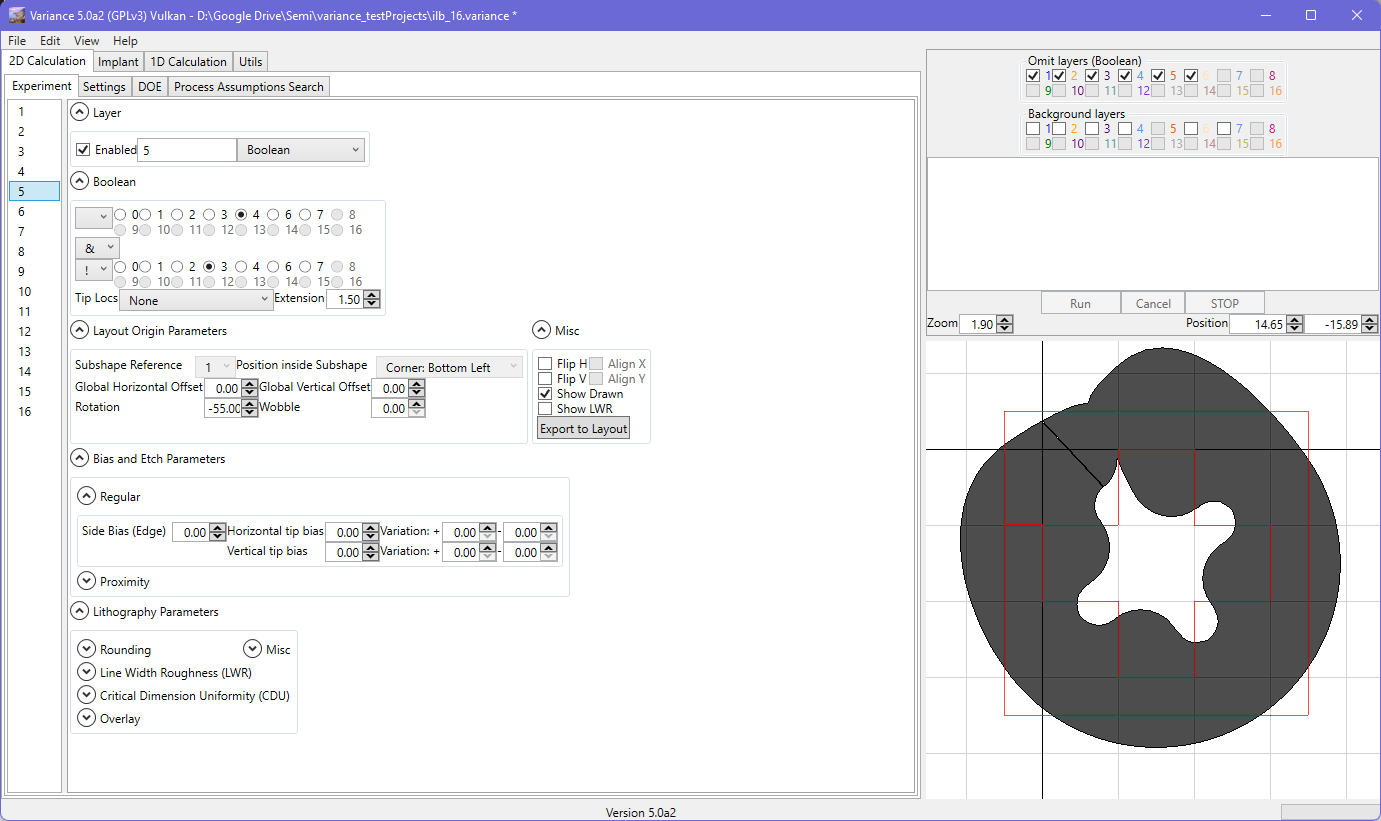 Variance 5.0a2 (GPLv3) Vulkan - D:\Google Drive\Semi\variance_testProjects\ilb_16.variance *
File Edit View Help
2D Calculation Implant 1D Calculation Utils
Experiment Settings DOE Process Assumptions Search
1
2
3
4
5
6
7
8
9
10
11
12
13
14
15
16
Layer
Enabled 5 Boolean
Boolean
0 1 2 3 4 6 7 8
9 10 11 12 13 14 15 16
&
! 0 1 2 3 4 6 7 8
9 10 11 12 13 14 15 16
Tip Locs None Extension 1.50
Layout Origin Parameters
Subshape Reference 1 Position inside Subshape Corner: Bottom Left
Global Horizontal Offset 0.00 Global Vertical Offset 0.00
Rotation -55.00 Wobble 0.00
Misc
Flip H Align X
Flip V Align Y
Show Drawn
Show LWR
Export to Layout
Bias and Etch Parameters
Regular
Side Bias (Edge) 0.00 Horizontal tip bias 0.00 Variation: + 0.00 - 0.00
Vertical tip bias 0.00 Variation: + 0.00 - 0.00
Proximity
Lithography Parameters
Rounding Misc
Line Width Roughness (LWR)
Critical Dimension Uniformity (CDU)
Overlay
Omit layers (Boolean)
1 2 3 4 5 6 7 8
9 10 11 12 13 14 15 16
Background layers
1 2 3 4 5 6 7 8
9 10 11 12 13 14 15 16
Run Cancel STOP
Zoom 1.90 Position 14.65 -15.89
Version 5.0a2